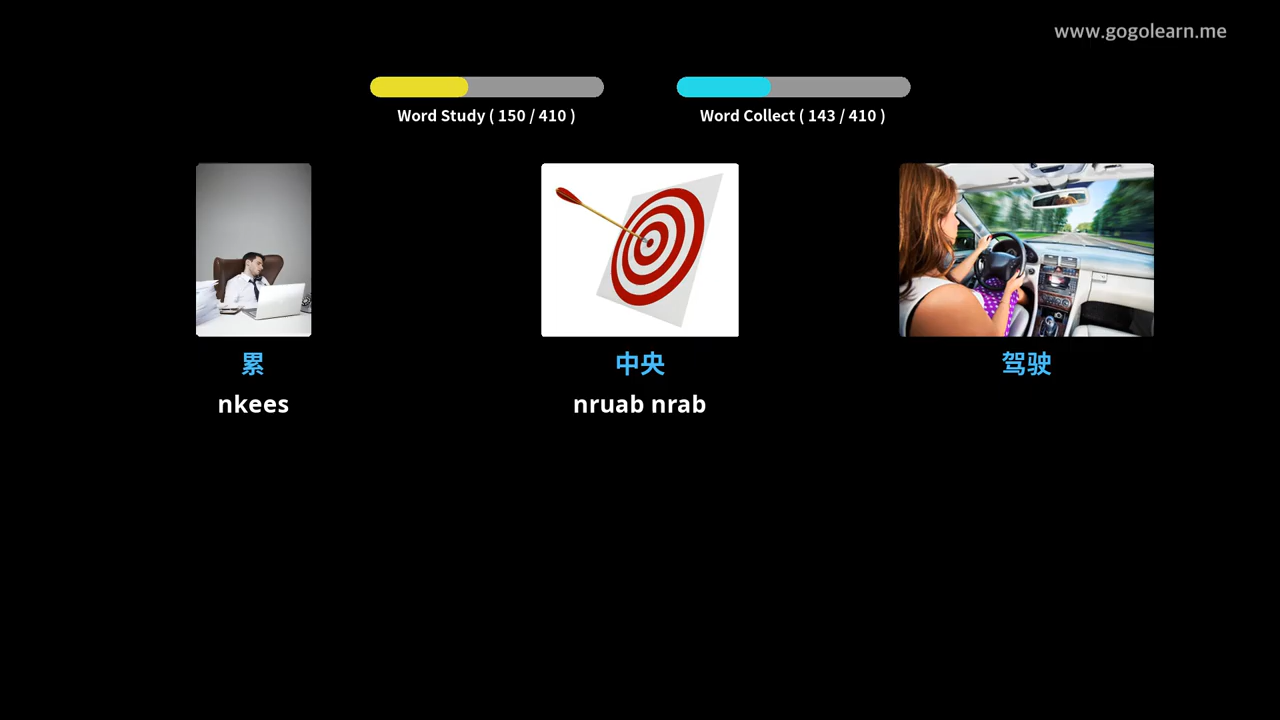 www.gogolearn.me
Word Study ( 150 / 410 )
Word Collect ( 143 / 410 )
累
中央
驾驶
nkees
nruab nrab